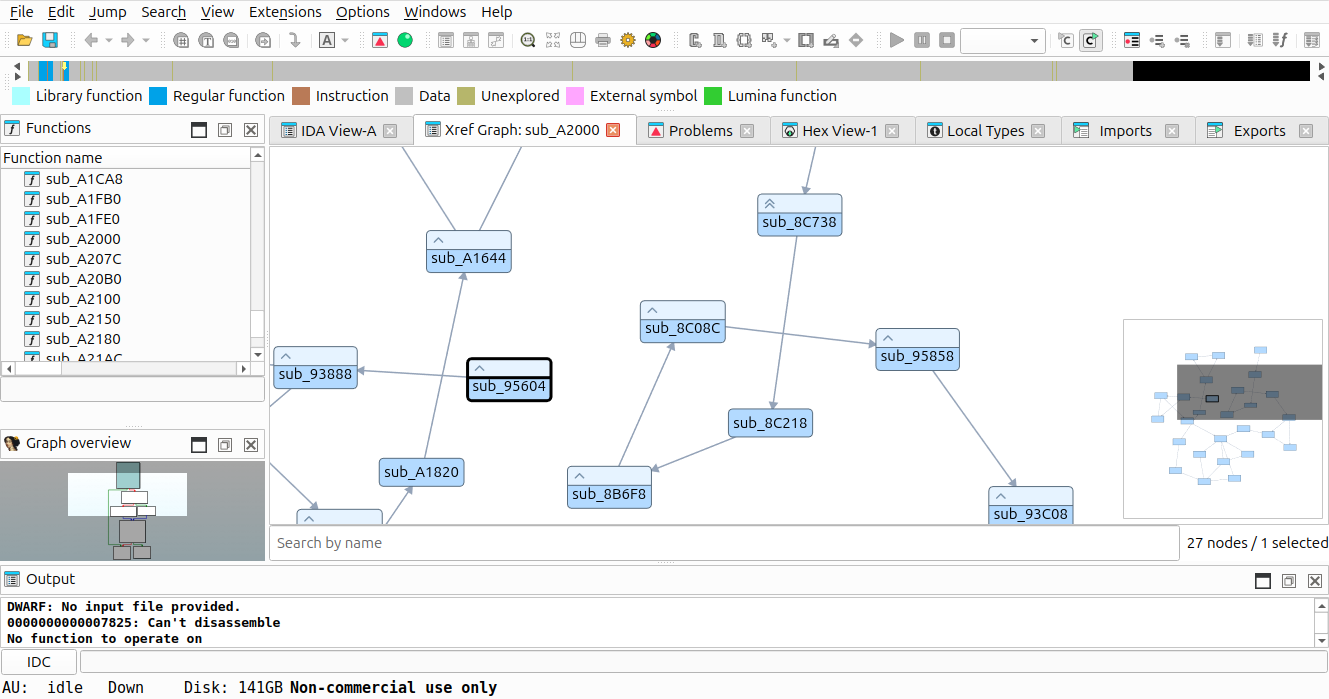 File Edit Jump Search View Extensions Options Windows Help
Library function Regular function Instruction Data Unexplored External symbol Lumina function
Functions
IDA View-A Xref Graph: sub_A2000 Problems Hex View-1 Local Types Imports Exports
Function name
sub_A1CA8
sub_A1FB0
sub_A1FE0
sub_A2000
sub_A207C
sub_A20B0
sub_A2100
sub_A2150
sub_A2180
sub_A21AC
sub_8C738
sub_A1644
sub_8C08C
sub_95858
sub_93888
sub_95604
sub_8C218
sub_A1820
sub_8B6F8
sub_93C08
Graph overview
Search by name
27 nodes / 1 selected
Output
DWARF: No input file provided.
0000000000007825: Can't disassemble
No function to operate on
IDC
AU: idle Down Disk: 141GB Non-commercial use only